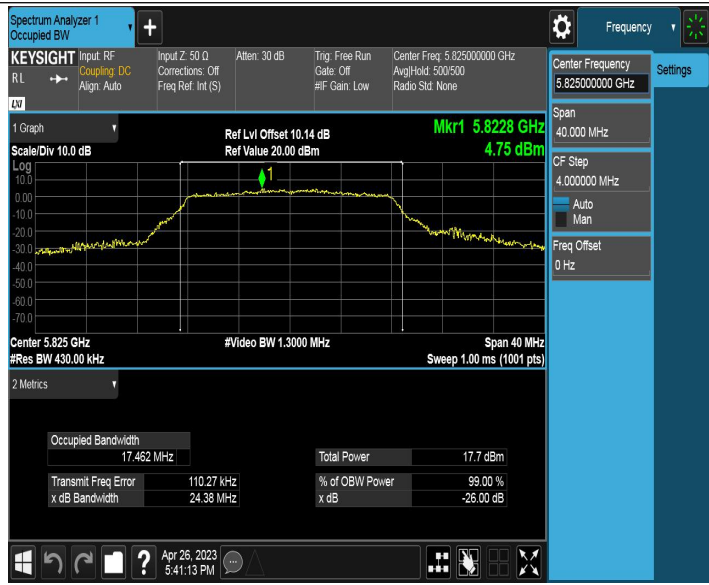 Spectrum Analyzer 1
Occupied BW
+
Frequency
KEYSIGHT
RL
LXI
Input: RF
Coupling: DC
Align: Auto
Input Z: 50 Ω
Corrections: Off
Freq Ref: Int (S)
Atten: 30 dB
Trig: Free Run
Gate: Off
#IF Gain: Low
Center Freq: 5.825000000 GHz
Avg|Hold: 500/500
Radio Std: None
Center Frequency
5.825000000 GHz
Settings
Span
40.000 MHz
CF Step
4.000000 MHz
Auto
Man
Freq Offset
0 Hz
1 Graph
Scale/Div 10.0 dB
Ref Lvl Offset 10.14 dB
Ref Value 20.00 dBm
Mkr1 5.8228 GHz
4.75 dBm
Log
10.0
0.00
-10.0
-20.0
-30.0
-40.0
-50.0
-60.0
-70.0
1
Center 5.825 GHz
#Res BW 430.00 kHz
#Video BW 1.3000 MHz
Span 40 MHz
Sweep 1.00 ms (1001 pts)
2 Metrics
Occupied Bandwidth
17.462 MHz
Total Power 17.7 dBm
Transmit Freq Error 110.27 kHz
% of OBW Power 99.00 %
x dB Bandwidth 24.38 MHz
x dB -26.00 dB
?
Apr 26, 2023
5:41:13 PM